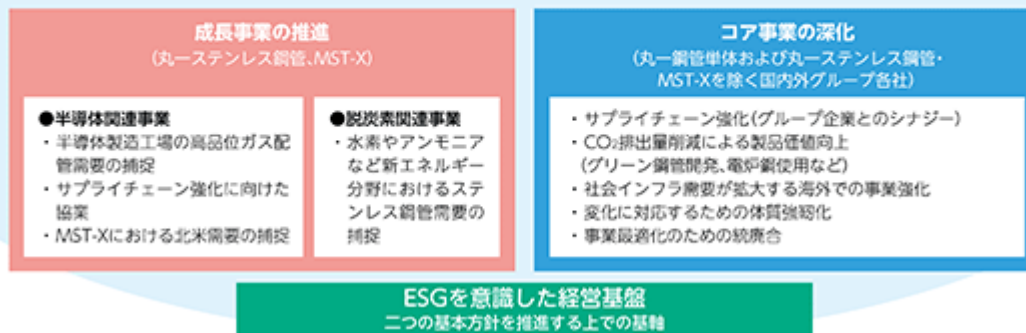 成長事業の推進
(丸一ステンレス鋼管、MST-X)
●半導体関連事業
・半導体製造工場の高品位ガス配
管需要の捕捉
・サプライチェーン強化に向けた
協業
・MST-Xにおける北米需要の捕捉
●脱炭素関連事業
・水素やアンモニア
など新エネルギー
分野におけるステ
ンレス鋼管需要の
捕捉
コア事業の深化
(丸一鋼管単体および丸一ステンレス鋼管・
MST-Xを除く国内外グループ各社)
・サプライチェーン強化(グループ企業とのシナジー)
・CO₂排出量削減による製品価値向上
(グリーン鋼管開発、電炉鋼使用など)
・社会インフラ需要が拡大する海外での事業強化
・変化に対応するための体質強靭化
・事業最適化のための統廃合
ESGを意識した経営基盤
二つの基本方針を推進する上での基軸